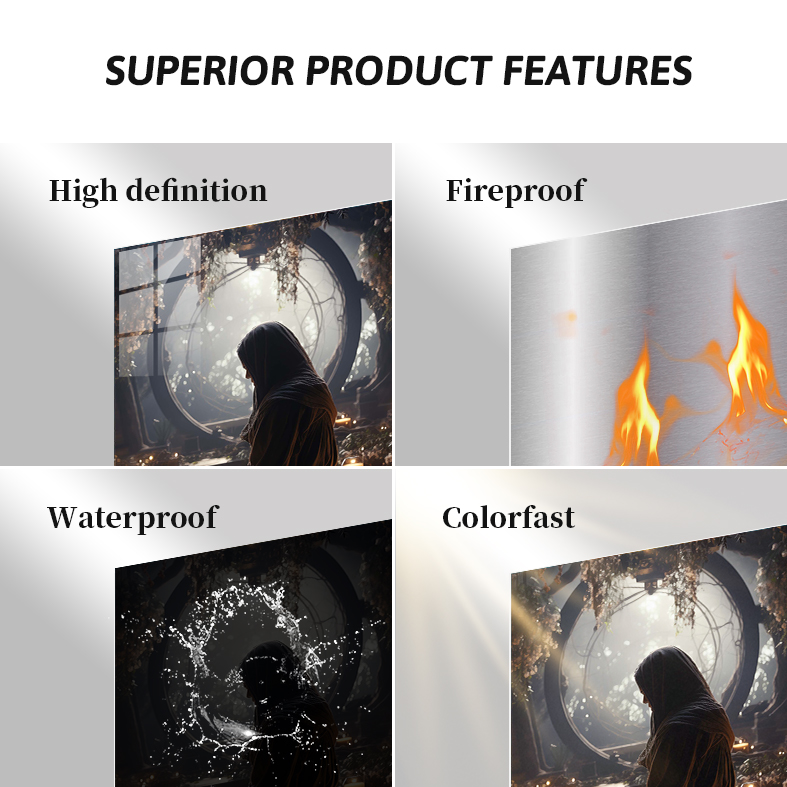 SUPERIOR PRODUCT FEATURES
High definition
Fireproof
Waterproof
Colorfast